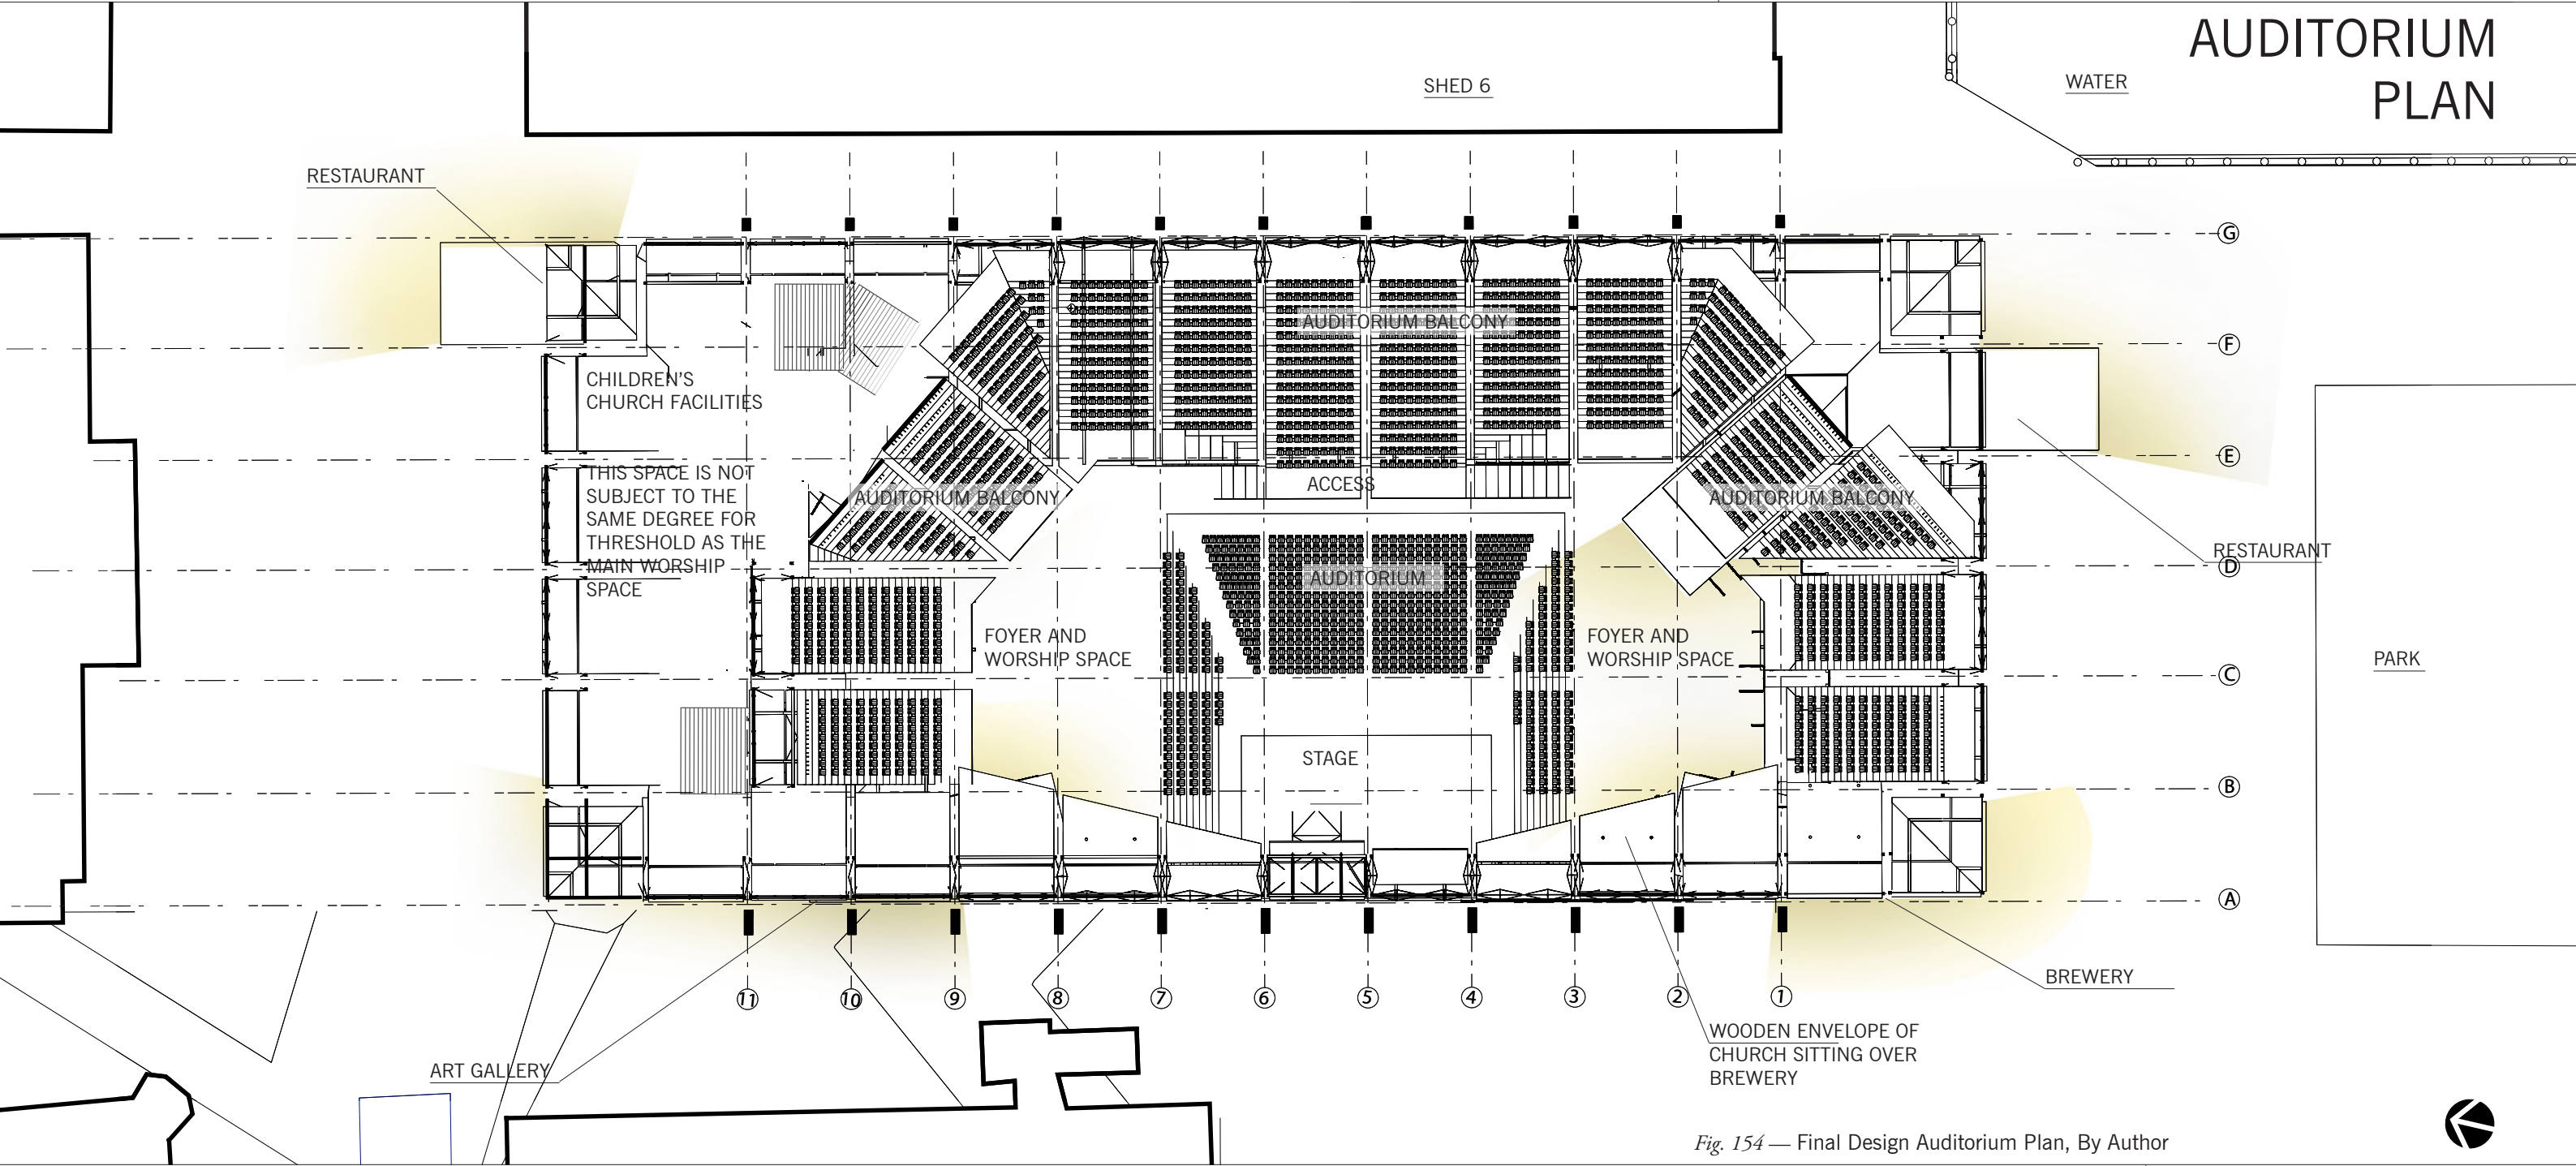 AUDITORIUM
PLAN
SHED 6
WATER
RESTAURANT
G
AUDITORIUM BALCONY
F
CHILDREN'S
CHURCH FACILITIES
E
THIS SPACE IS NOT
SUBJECT TO THE
SAME DEGREE FOR
THRESHOLD AS THE
MAIN WORSHIP
SPACE
AUDITORIUM BALCONY
ACCESS
AUDITORIUM BALCONY
RESTAURANT
D
AUDITORIUM
FOYER AND
WORSHIP SPACE
FOYER AND
WORSHIP SPACE
PARK
C
STAGE
B
A
BREWERY
11 10 9 8 7 6 5 4 3 2 1
WOODEN ENVELOPE OF
CHURCH SITTING OVER
BREWERY
ART GALLERY
Fig. 154 — Final Design Auditorium Plan, By Author